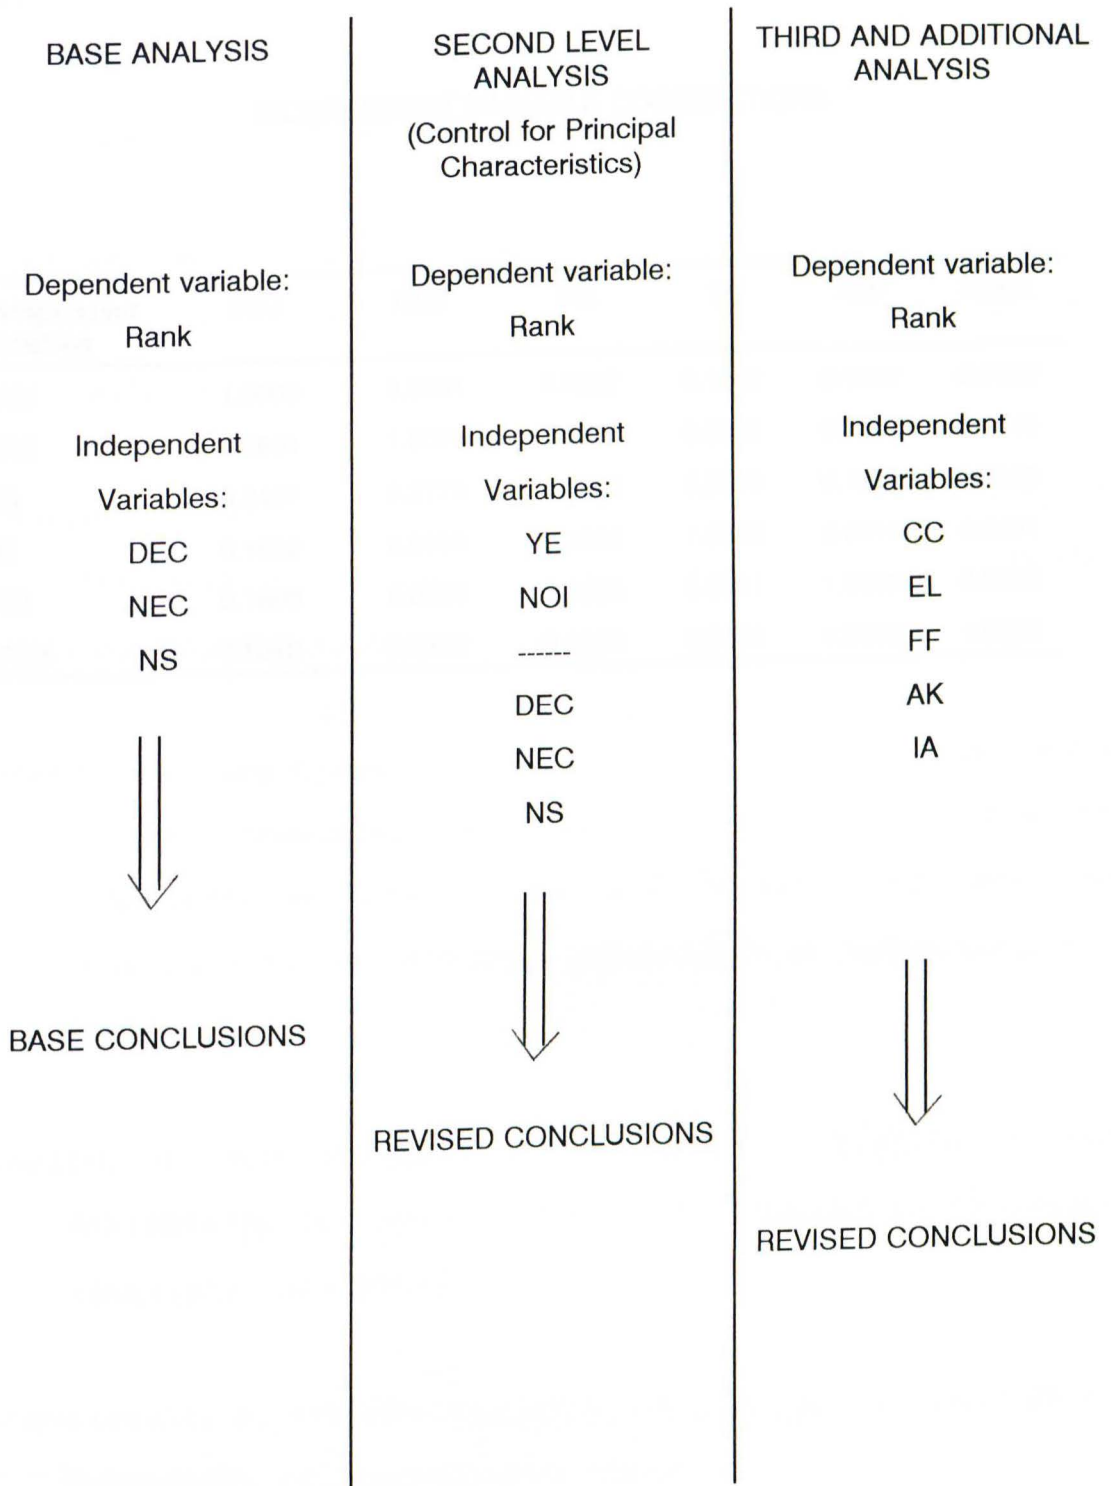 BASE ANALYSIS
Dependent variable:
Rank
Independent
Variables:
DEC
NEC
NS
BASE CONCLUSIONS
SECOND LEVEL
ANALYSIS
(Control for Principal
Characteristics)
Dependent variable:
Rank
Independent
Variables:
YE
NOI
------
DEC
NEC
NS
REVISED CONCLUSIONS
THIRD AND ADDITIONAL
ANALYSIS
Dependent variable:
Rank
Independent
Variables:
CC
EL
FF
AK
IA
REVISED CONCLUSIONS